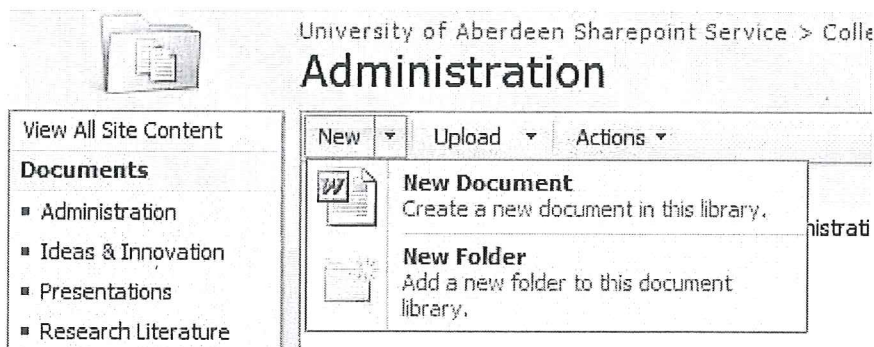 University of Aberdeen Sharepoint Service > Colle
Administration
View All Site Content
Documents
Administration
Ideas & Innovation
Presentations
Research Literature
New Upload Actions
New Document
Create a new document in this library.
New Folder
Add a new folder to this document
library.
nistrati